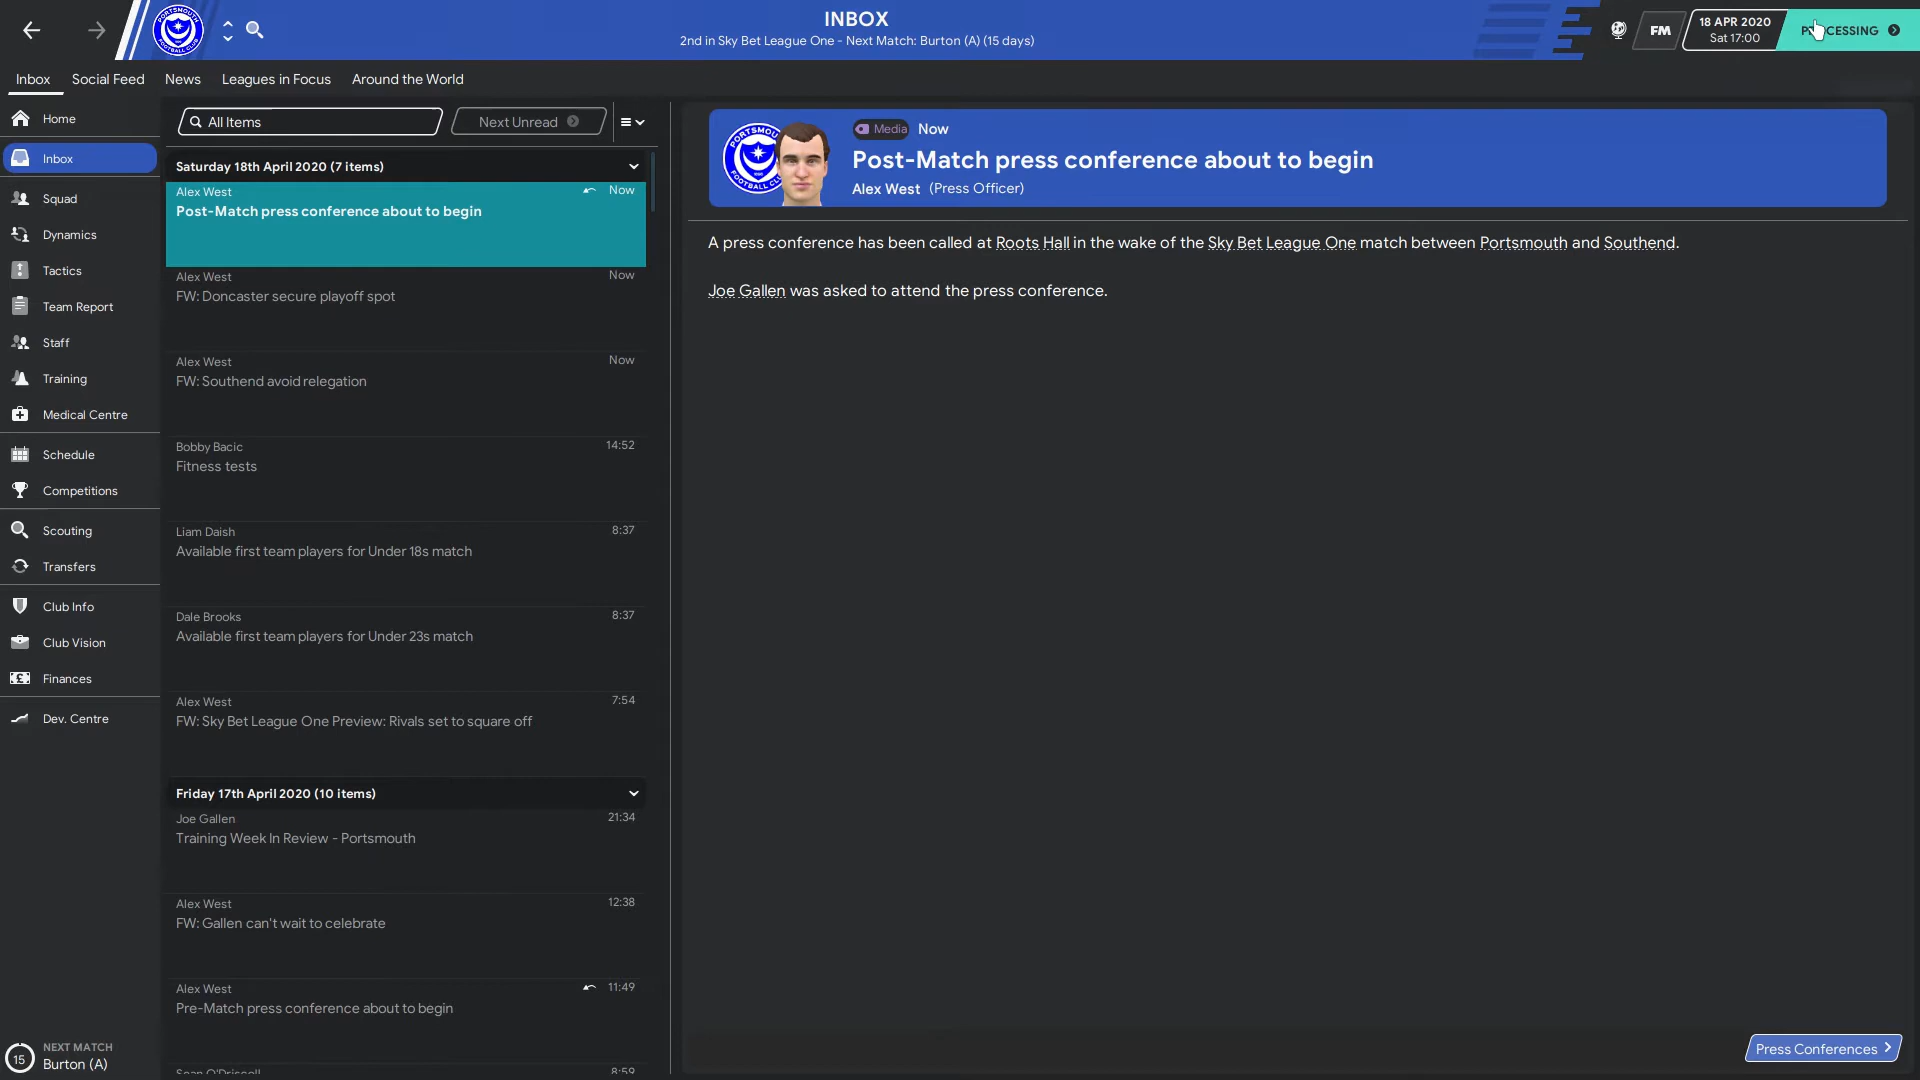 INBOX
2nd in Sky Bet League One - Next Match: Burton (A) (15 days)
FM
18 APR 2020
Sat 17:00
Inbox
Social Feed
News
Leagues in Focus
Around the World
Home
Inbox
Squad
Dynamics
Tactics
Team Report
Staff
Training
Medical Centre
Schedule
Competitions
Scouting
Transfers
Club Info
Club Vision
Finances
Dev. Centre
15
NEXT MATCH
Burton (A)
All Items
Next Unread
Saturday 18th April 2020 (7 items)
Alex West
Now
Post-Match press conference about to begin
Alex West
Now
FW: Doncaster secure playoff spot
Alex West
Now
FW: Southend avoid relegation
Bobby Bacic
14:52
Fitness tests
Liam Daish
8:37
Available first team players for Under 18s match
Dale Brooks
8:37
Available first team players for Under 23s match
Alex West
7:54
FW: Sky Bet League One Preview: Rivals set to square off
Friday 17th April 2020 (10 items)
Joe Gallen
21:34
Training Week In Review - Portsmouth
Alex West
12:38
FW: Gallen can't wait to celebrate
Alex West
11:49
Pre-Match press conference about to begin
Sean O'Driscoll
8:59
PORTSMOUTH
FOOTBALL CLUB
Media
Now
Post-Match press conference about to begin
Alex West (Press Officer)
A press conference has been called at Roots Hall in the wake of the Sky Bet League One match between Portsmouth and Southend.
Joe Gallen was asked to attend the press conference.
Press Conferences